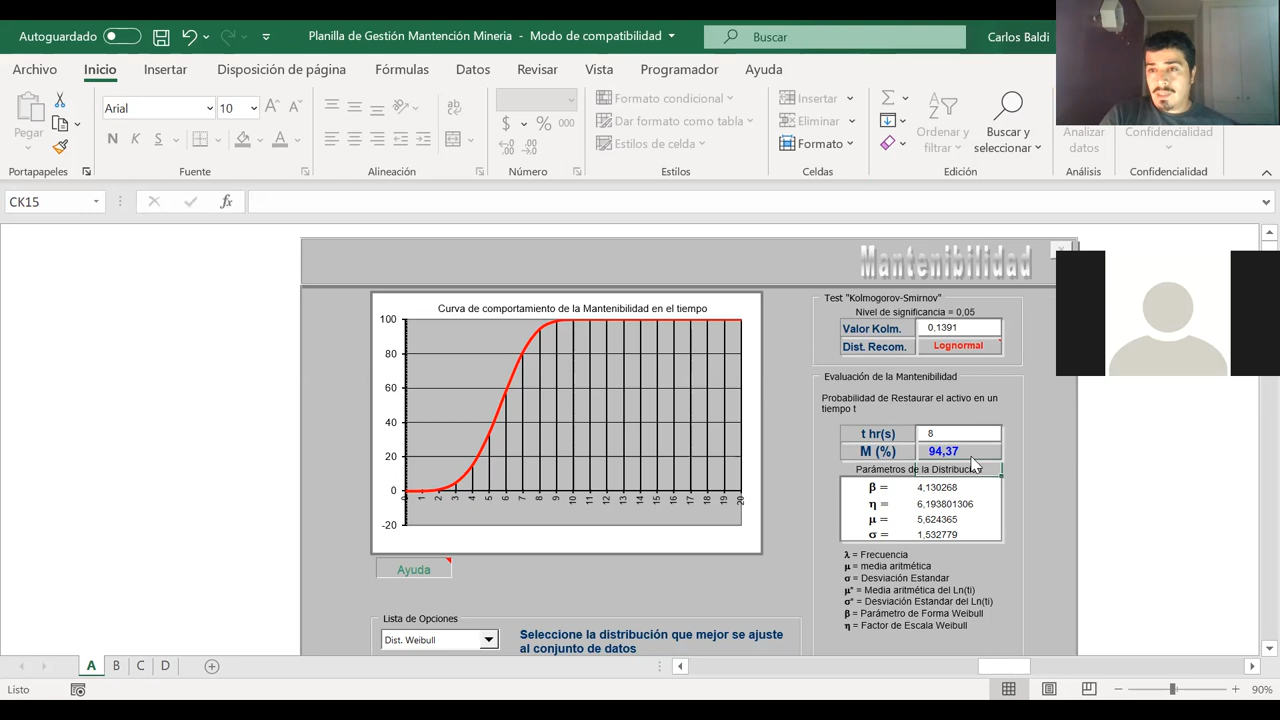 Autoguardado
Planilla de Gestión Mantención Mineria - Modo de compatibilidad
Buscar
Carlos Baldi
Archivo Inicio Insertar Disposición de página Fórmulas Datos Revisar Vista Programador Ayuda
Pegar
Arial 10
N K S
$ % 000
Formato condicional
Dar formato como tabla
Estilos de celda
Insertar
Eliminar
Formato
Ordenar y filtrar
Buscar y seleccionar
Analizar datos
Confidencialidad
Portapapeles Fuente Alineación Número Estilos Celdas Edición Análisis Confidencialidad
CK15
fx
Mantenibilidad
Curva de comportamiento de la Mantenibilidad en el tiempo
100
80
60
40
20
0
-20
0 1 2 3 4 5 6 7 8 9 10 11 12 13 14 15 16 17 18 19 20
Ayuda
Lista de Opciones
Dist. Weibull
Seleccione la distribución que mejor se ajuste
al conjunto de datos
Test "Kolmogorov-Smirnov"
Nivel de significancia = 0,05
Valor Kolm. 0,1391
Dist. Recom. Lognormal
Evaluación de la Mantenibilidad
Probabilidad de Restaurar el activo en un
tiempo t
t hr(s) 8
M (%) 94,37
Parámetros de la Distribución
β = 4,130268
η = 6,193801306
μ = 5,624365
σ = 1,532779
λ = Frecuencia
μ = media aritmética
σ = Desviación Estandar
μ* = Media aritmética del Ln(ti)
σ* = Desviación Estandar del Ln(ti)
β = Parámetro de Forma Weibull
η = Factor de Escala Weibull
A B C D
Listo
90%